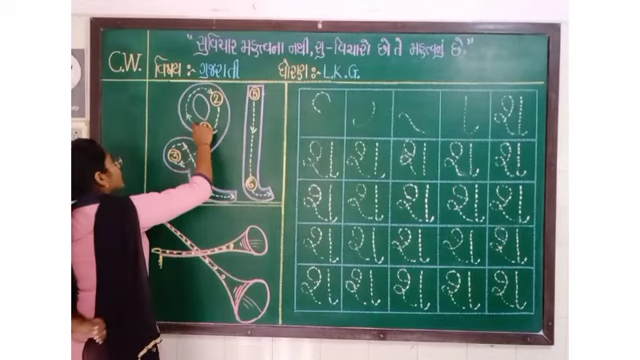 "સુવિચાર મહત્ત્વના નથી, સુ-વિચારો છો તે મહત્ત્વનું છે."
C.W.
વિષય :- ગુજરાતી ધોરણ :- L.K.G.
શ
શ શ શ શ શ
શ શ શ શ શ
શ શ શ શ શ
શ શ શ શ શ